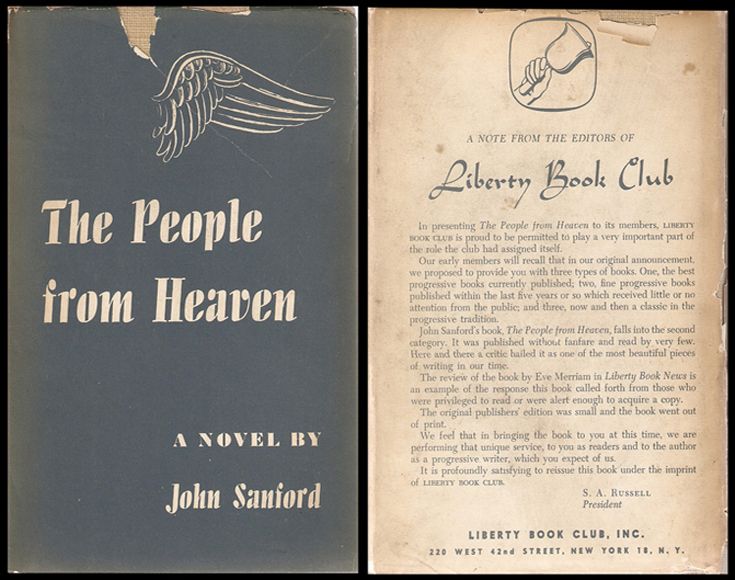 The People
from Heaven
A NOVEL BY
John Sanford
A NOTE FROM THE EDITORS OF
Liberty Book Club
In presenting The People from Heaven to its members, LIBERTY
BOOK CLUB is proud to be permitted to play a very important part of
the role the club had assigned itself.
Our early members will recall that in our original announcement,
we proposed to provide you with three types of books. One, the best
progressive books currently published; two, fine progressive books
published within the last five years or so which received little or no
attention from the public; and three, now and then a classic in the
progressive tradition.
John Sanford's book, The People from Heaven, falls into the second
category. It was published without fanfare and read by very few.
Here and there a critic hailed it as one of the most beautiful pieces
of writing in our time.
The review of the book by Eve Merriam in Liberty Book News is
an example of the response this book called forth from those who
were privileged to read or were alert enough to acquire a copy.
The original publishers' edition was small and the book went out
of print.
We feel that in bringing the book to you at this time, we are
performing that unique service, to you as readers and to the author
as a progressive writer, which you expect of us.
It is profoundly satisfying to reissue this book under the imprint
of LIBERTY BOOK CLUB.
S. A. RUSSELL
President
LIBERTY BOOK CLUB, INC.
220 WEST 42nd STREET, NEW YORK 18, N. Y.